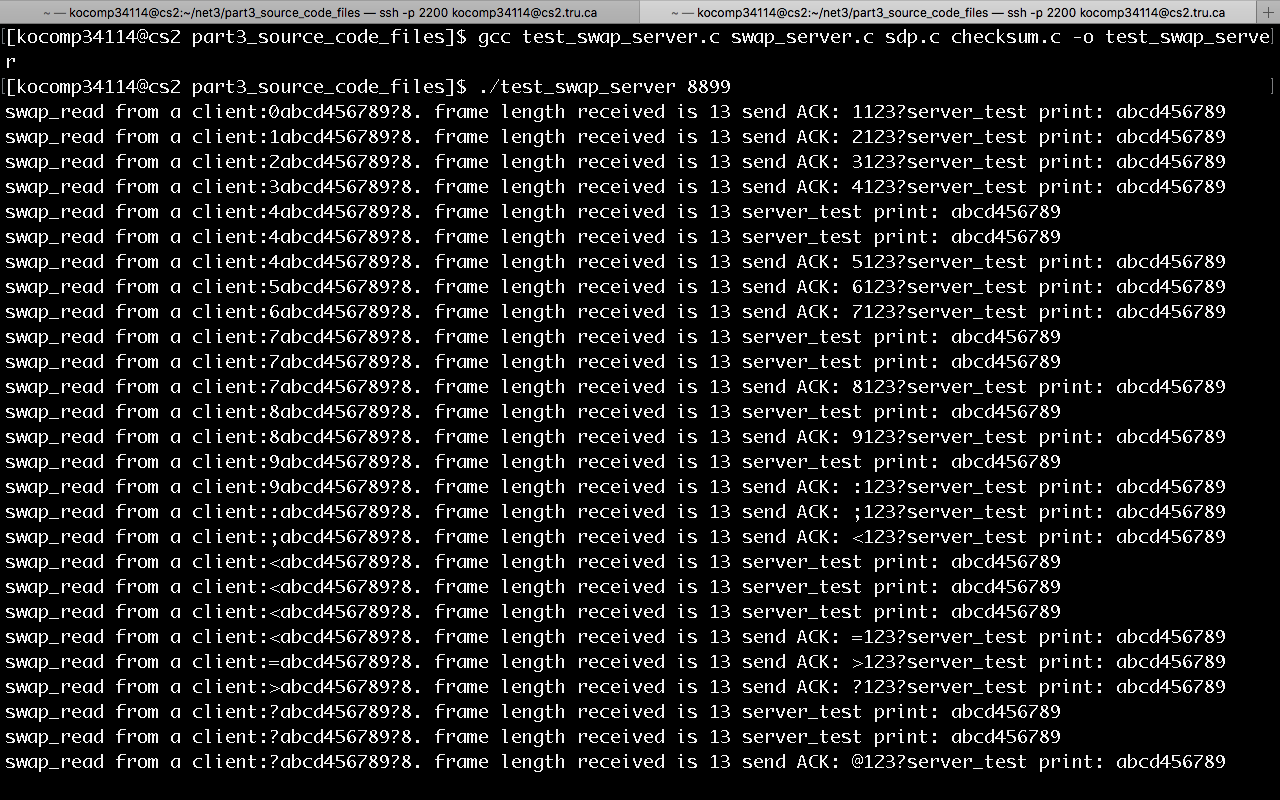 ~ — kocomp34114@cs2:~/net3/part3_source_code_files — ssh -p 2200 kocomp34114@cs2.tru.ca
~ — kocomp34114@cs2:~/net3/part3_source_code_files — ssh -p 2200 kocomp34114@cs2.tru.ca +
[[kocomp34114@cs2 part3_source_code_files]$ gcc test_swap_server.c swap_server.c sdp.c checksum.c -o test_swap_serve]
r
[[kocomp34114@cs2 part3_source_code_files]$ ./test_swap_server 8899 ]
swap_read from a client:0abcd456789?8. frame length received is 13 send ACK: 1123?server_test print: abcd456789
swap_read from a client:1abcd456789?8. frame length received is 13 send ACK: 2123?server_test print: abcd456789
swap_read from a client:2abcd456789?8. frame length received is 13 send ACK: 3123?server_test print: abcd456789
swap_read from a client:3abcd456789?8. frame length received is 13 send ACK: 4123?server_test print: abcd456789
swap_read from a client:4abcd456789?8. frame length received is 13 server_test print: abcd456789
swap_read from a client:4abcd456789?8. frame length received is 13 server_test print: abcd456789
swap_read from a client:4abcd456789?8. frame length received is 13 send ACK: 5123?server_test print: abcd456789
swap_read from a client:5abcd456789?8. frame length received is 13 send ACK: 6123?server_test print: abcd456789
swap_read from a client:6abcd456789?8. frame length received is 13 send ACK: 7123?server_test print: abcd456789
swap_read from a client:7abcd456789?8. frame length received is 13 server_test print: abcd456789
swap_read from a client:7abcd456789?8. frame length received is 13 server_test print: abcd456789
swap_read from a client:7abcd456789?8. frame length received is 13 send ACK: 8123?server_test print: abcd456789
swap_read from a client:8abcd456789?8. frame length received is 13 server_test print: abcd456789
swap_read from a client:8abcd456789?8. frame length received is 13 send ACK: 9123?server_test print: abcd456789
swap_read from a client:9abcd456789?8. frame length received is 13 server_test print: abcd456789
swap_read from a client:9abcd456789?8. frame length received is 13 send ACK: :123?server_test print: abcd456789
swap_read from a client::abcd456789?8. frame length received is 13 send ACK: ;123?server_test print: abcd456789
swap_read from a client:;abcd456789?8. frame length received is 13 send ACK: <123?server_test print: abcd456789
swap_read from a client:<abcd456789?8. frame length received is 13 server_test print: abcd456789
swap_read from a client:<abcd456789?8. frame length received is 13 server_test print: abcd456789
swap_read from a client:<abcd456789?8. frame length received is 13 server_test print: abcd456789
swap_read from a client:<abcd456789?8. frame length received is 13 send ACK: =123?server_test print: abcd456789
swap_read from a client:=abcd456789?8. frame length received is 13 send ACK: >123?server_test print: abcd456789
swap_read from a client:>abcd456789?8. frame length received is 13 send ACK: ?123?server_test print: abcd456789
swap_read from a client:?abcd456789?8. frame length received is 13 server_test print: abcd456789
swap_read from a client:?abcd456789?8. frame length received is 13 server_test print: abcd456789
swap_read from a client:?abcd456789?8. frame length received is 13 send ACK: @123?server_test print: abcd456789